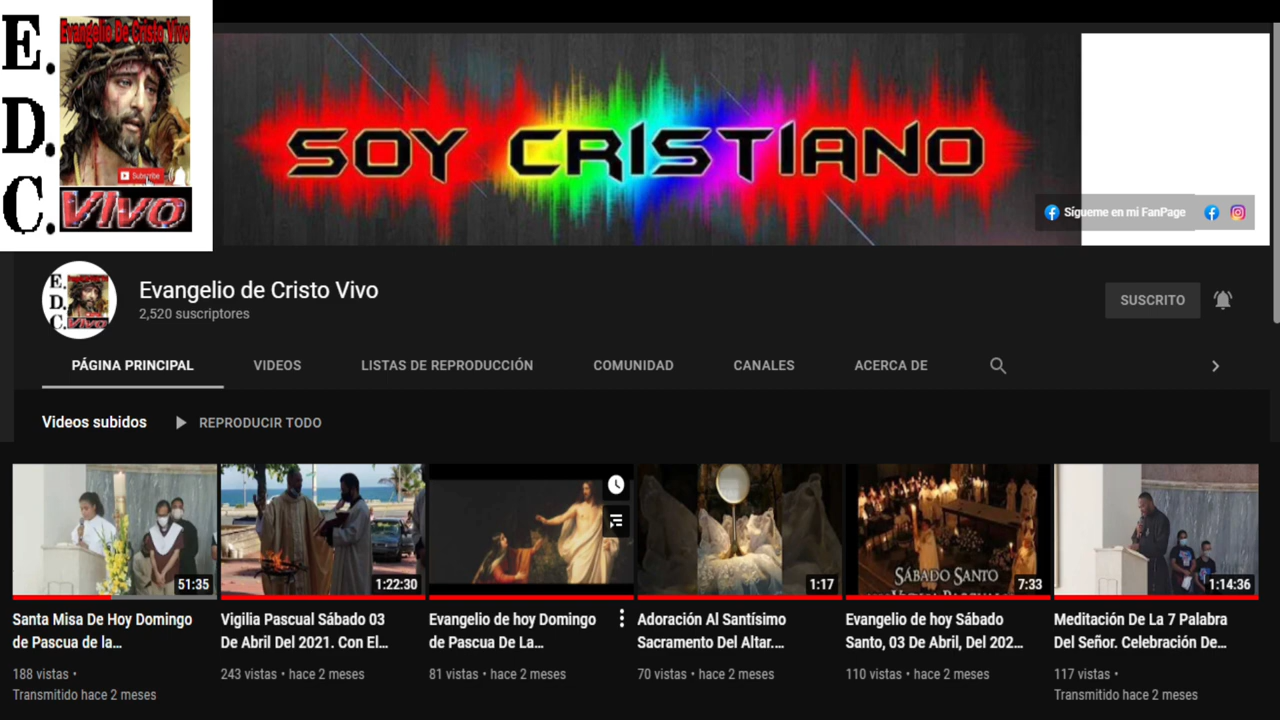 E.
D.
C.
Evangelio De Cristo Vivo
Subscribe
Vivo
SOY CRISTIANO
Sígueme en mi FanPage
Evangelio de Cristo Vivo
2,520 suscriptores
SUSCRITO
PÁGINA PRINCIPAL VIDEOS LISTAS DE REPRODUCCIÓN COMUNIDAD CANALES ACERCA DE
Videos subidos REPRODUCIR TODO
51:35
1:22:30
1:17
SÁBADO SANTO
7:33
1:14:36
Santa Misa De Hoy Domingo
de Pascua de la...
188 vistas •
Transmitido hace 2 meses
Vigilia Pascual Sábado 03
De Abril Del 2021. Con El...
243 vistas • hace 2 meses
Evangelio de hoy Domingo
de Pascua De La...
81 vistas • hace 2 meses
Adoración Al Santísimo
Sacramento Del Altar....
70 vistas • hace 2 meses
Evangelio de hoy Sábado
Santo, 03 De Abril, Del 202...
110 vistas • hace 2 meses
Meditación De La 7 Palabra
Del Señor. Celebración De...
117 vistas •
Transmitido hace 2 meses